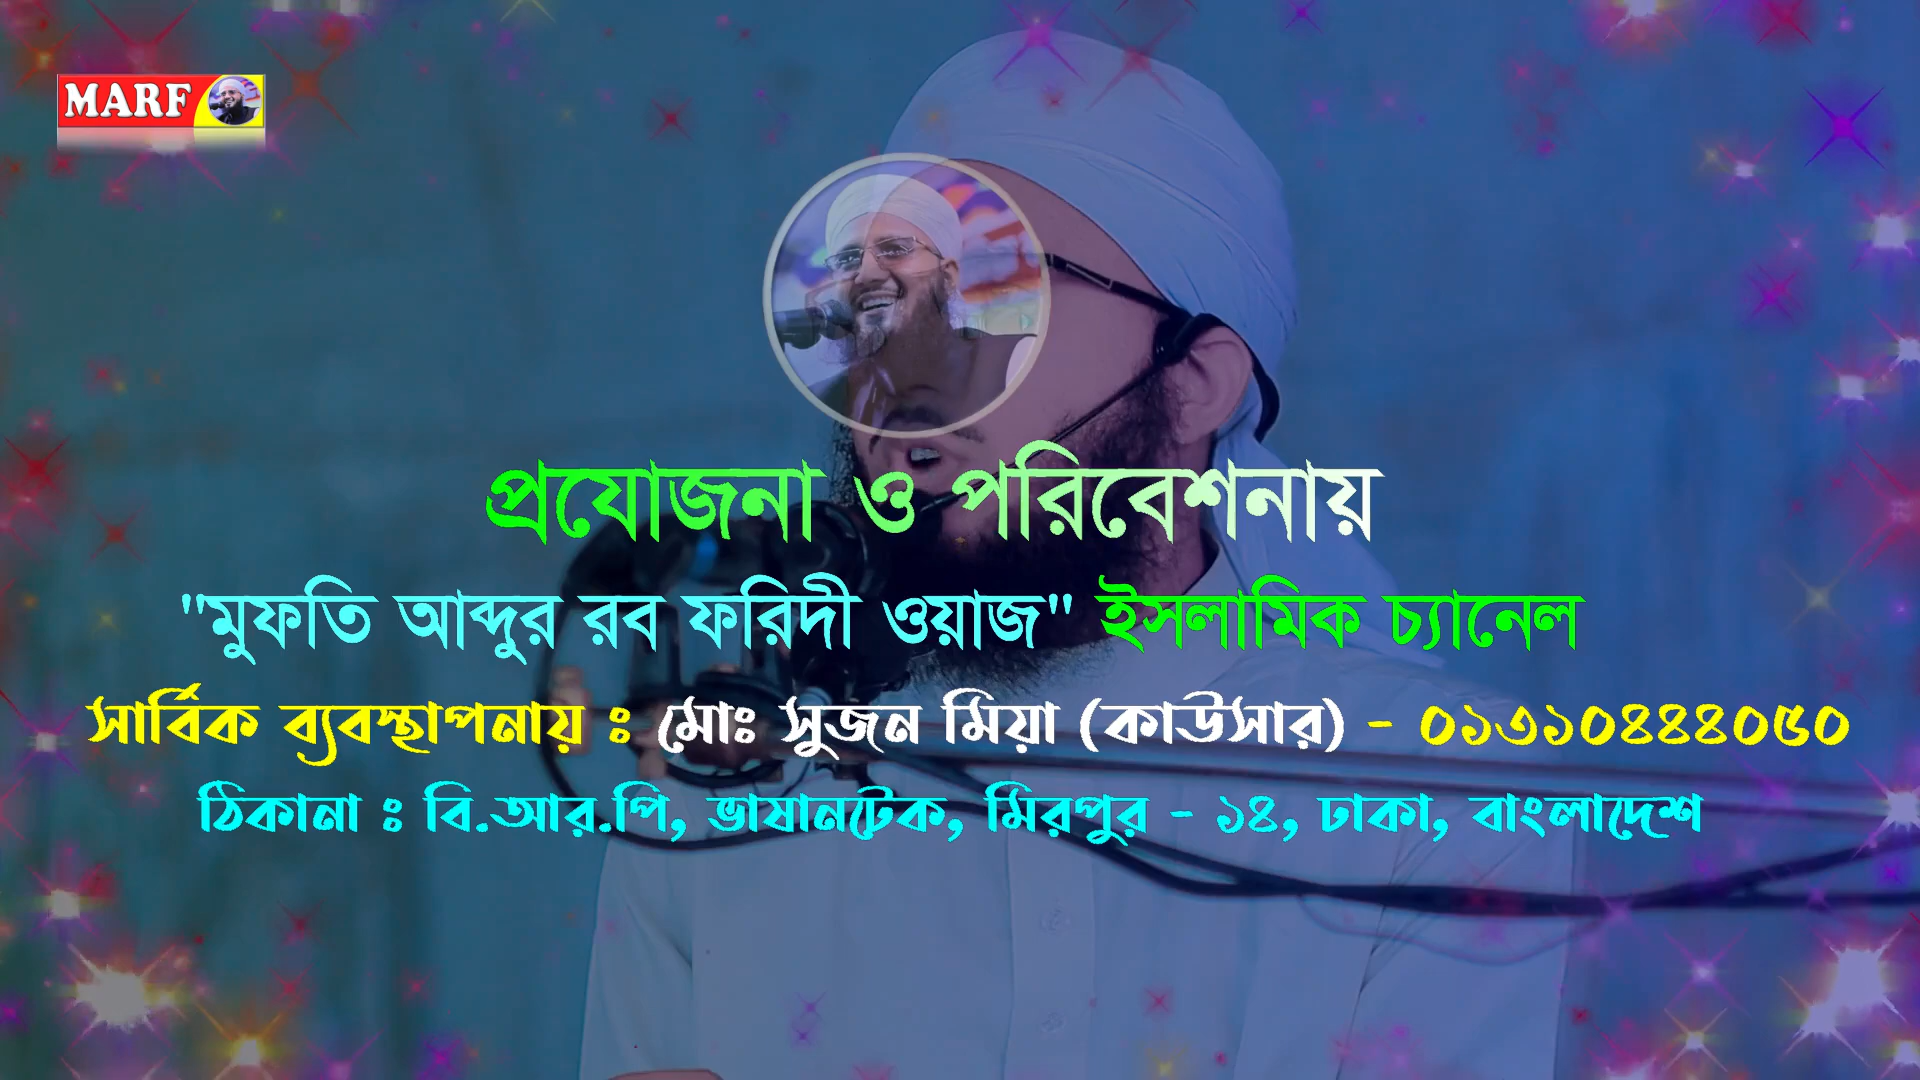 MARF
প্রযোজনা ও পরিবেশনায়
"মুফতি আব্দুর রব ফরিদী ওয়াজ" ইসলামিক চ্যানেল
সার্বিক ব্যবস্থাপনায় ঃ মোঃ সুজন মিয়া (কাউসার) - ০১৩১০৪৪৪০৫০
ঠিকানা ঃ বি.আর.পি, ভাষানটেক, মিরপুর - ১৪, ঢাকা, বাংলাদেশ